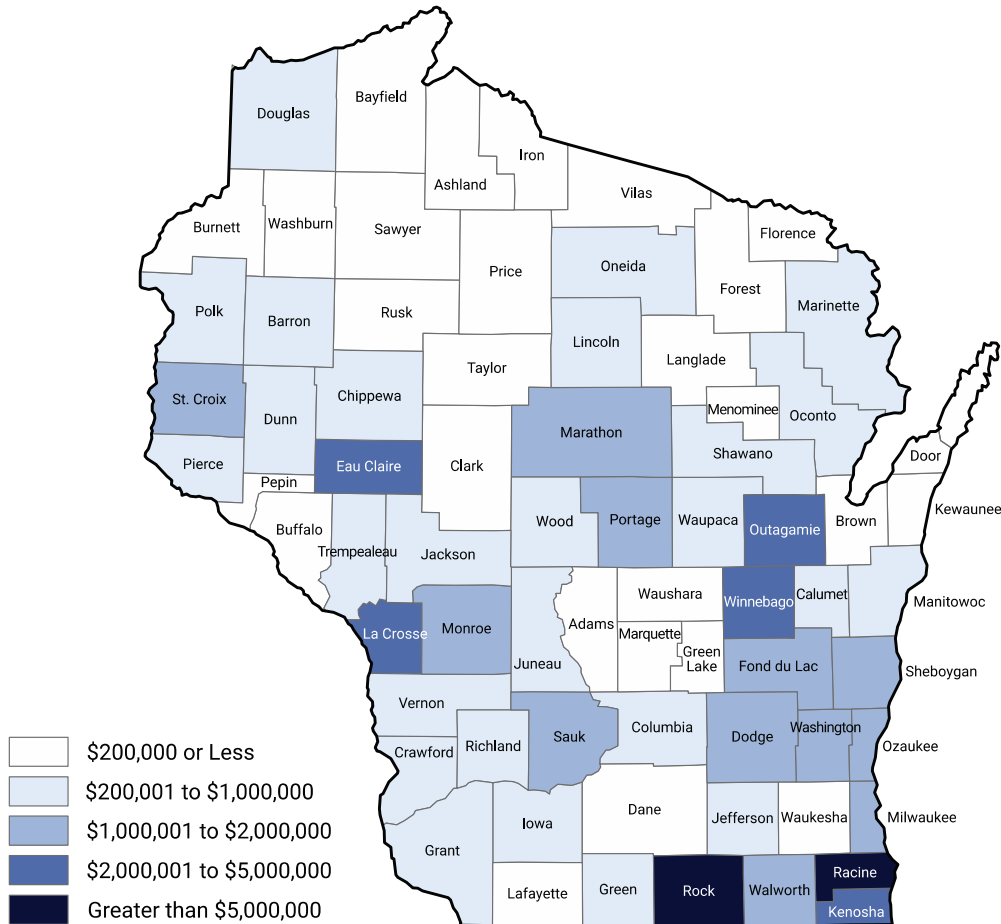 Bayfield
Douglas
Iron
Ashland
Vilas
Burnett
Washburn
Sawyer
Florence
Price
Oneida
Forest
Marinette
Polk
Barron
Rusk
Lincoln
Langlade
Taylor
St. Croix
Chippewa
Menominee
Dunn
Oconto
Marathon
Shawano
Door
Pierce
Eau Claire
Clark
Pepin
Kewaunee
Buffalo
Wood
Portage
Waupaca
Outagamie
Brown
Trempealeau
Jackson
Waushara
Winnebago
Calumet
Manitowoc
La Crosse
Monroe
Adams
Marquette
Green
Lake
Juneau
Fond du Lac
Sheboygan
Vernon
Columbia
Washington
Sauk
Dodge
Richland
Crawford
Ozaukee
Dane
Iowa
Jefferson
Waukesha
Milwaukee
Grant
Racine
Lafayette
Green
Rock
Walworth
Kenosha
$200,000 or Less
$200,001 to $1,000,000
$1,000,001 to $2,000,000
$2,000,001 to $5,000,000
Greater than $5,000,000